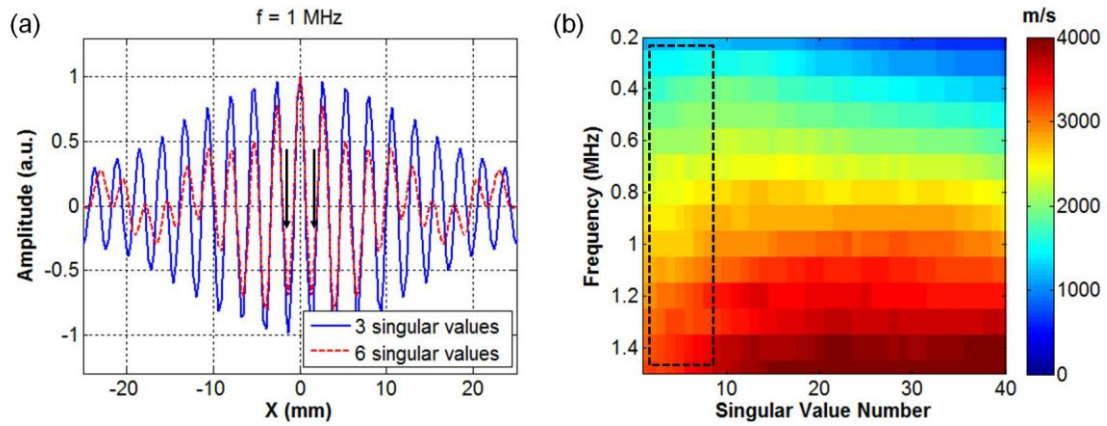 (a)
f = 1 MHz
1
0.5
0
-0.5
-1
Amplitude (a.u.)
-20
-10
0
10
20
X (mm)
3 singular values
6 singular values
(b)
m/s
0.2
0.4
0.6
0.8
1.0
1.2
1.4
Frequency (MHz)
10
20
30
40
Singular Value Number
4000
3000
2000
1000
0